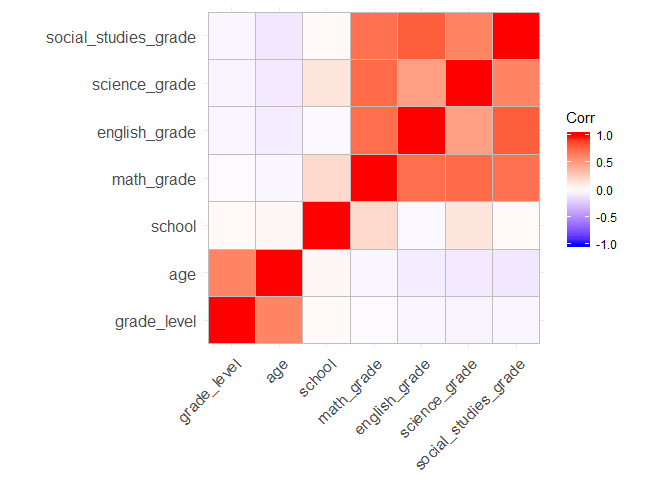 social_studies_grade
science_grade
english_grade
math_grade
school
age
grade_level
grade_level
age
school
math_grade
english_grade
science_grade
social_studies_grade
Corr
1.0
0.5
0.0
-0.5
-1.0